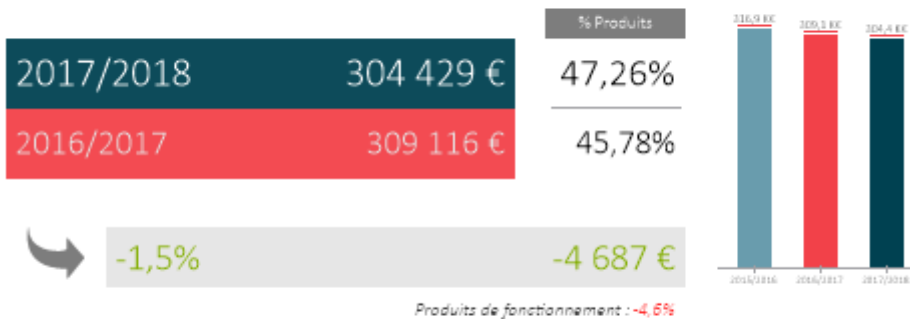 % Produits
2017/2018 304 429 € 47,26%
2016/2017 309 116 € 45,78%
-1,5% -4 687 €
Produits de fonctionnement : -4,6%
316,9 K€ 309,1 K€ 304,4 K€
2015/2016 2016/2017 2017/2018